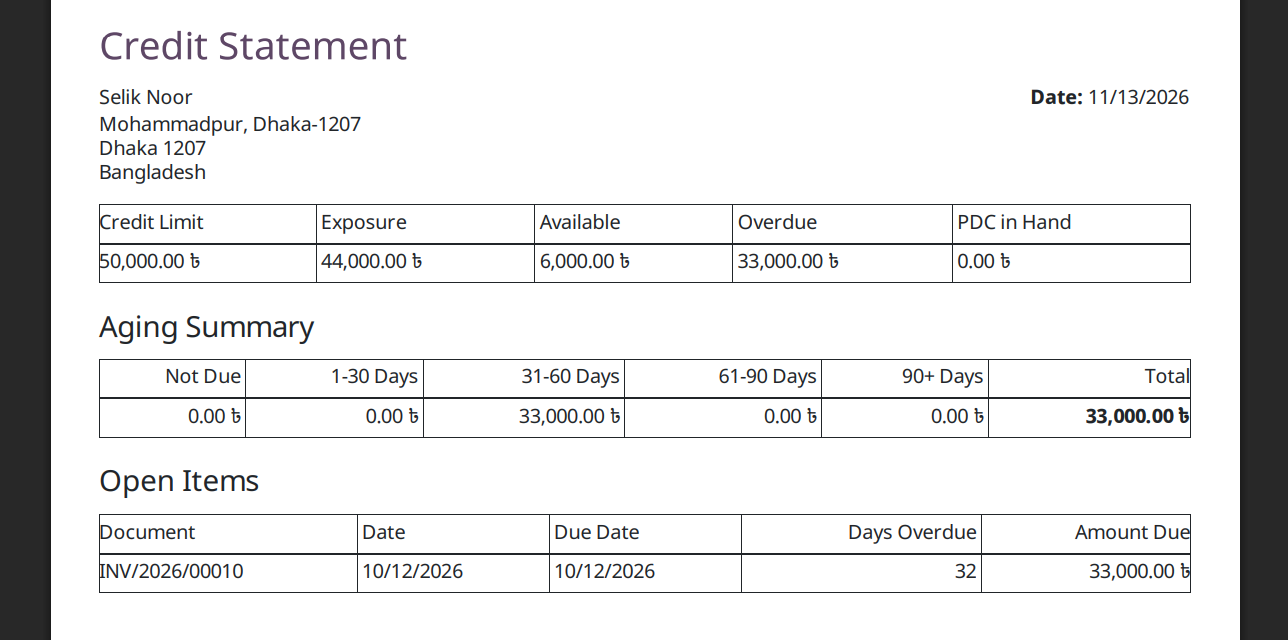 Credit Statement
Selik Noor
Date: 11/13/2026
Mohammadpur, Dhaka-1207
Dhaka 1207
Bangladesh
Credit Limit Exposure Available Overdue PDC in Hand
50,000.00 ৳ 44,000.00 ৳ 6,000.00 ৳ 33,000.00 ৳ 0.00 ৳
Aging Summary
Not Due 1-30 Days 31-60 Days 61-90 Days 90+ Days Total
0.00 ৳ 0.00 ৳ 33,000.00 ৳ 0.00 ৳ 0.00 ৳ 33,000.00 ৳
Open Items
Document Date Due Date Days Overdue Amount Due
INV/2026/00010 10/12/2026 10/12/2026 32 33,000.00 ৳